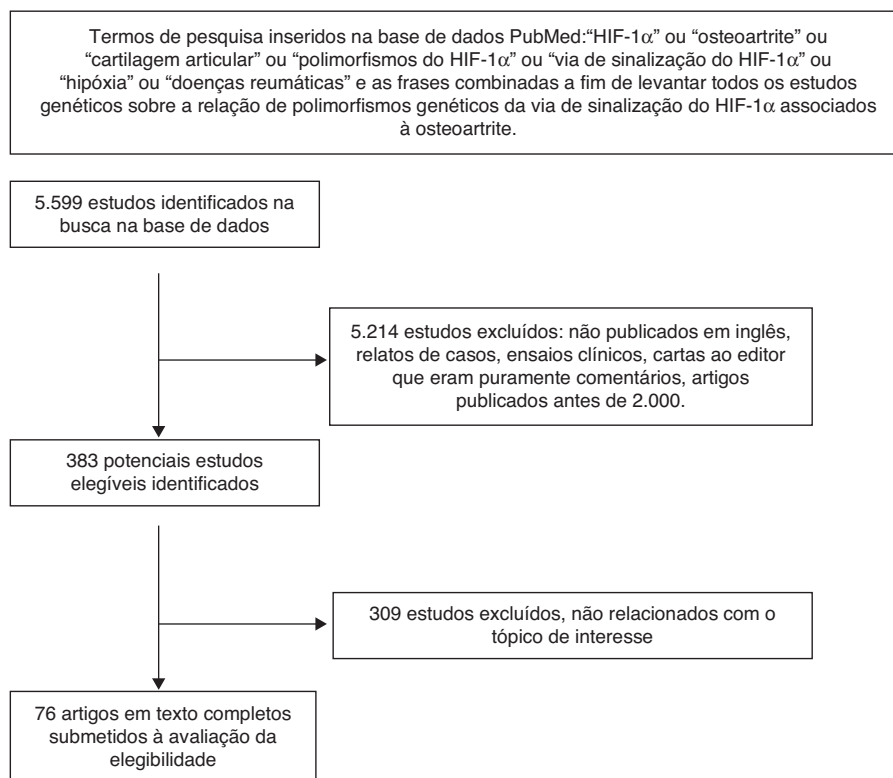 Termos de pesquisa inseridos na base de dados PubMed:“HIF-1α” ou “osteoartrite” ou
“cartilagem articular” ou “polimorfismos do HIF-1α” ou “via de sinalização do HIF-1α” ou
“hipóxia” ou “doenças reumáticas” e as frases combinadas a fim de levantar todos os estudos
genéticos sobre a relação de polimorfismos genéticos da via de sinalização do HIF-1α associados
à osteoartrite.
5.599 estudos identificados na
busca na base de dados
5.214 estudos excluídos: não publicados em inglês,
relatos de casos, ensaios clínicos, cartas ao editor
que eram puramente comentários, artigos
publicados antes de 2.000.
383 potenciais estudos
elegíveis identificados
309 estudos excluídos, não relacionados com o
tópico de interesse
76 artigos em texto completos
submetidos à avaliação da
elegibilidade